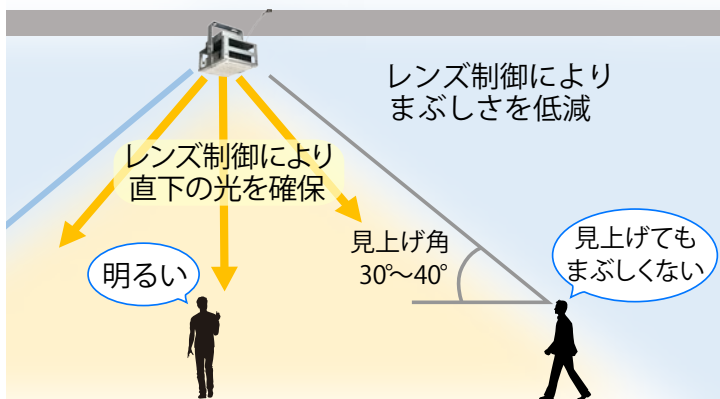 レンズ制御により
まぶしさを低減
レンズ制御により
直下の光を確保
見上げ角
30°～40°
明るい
見上げても
まぶしくない